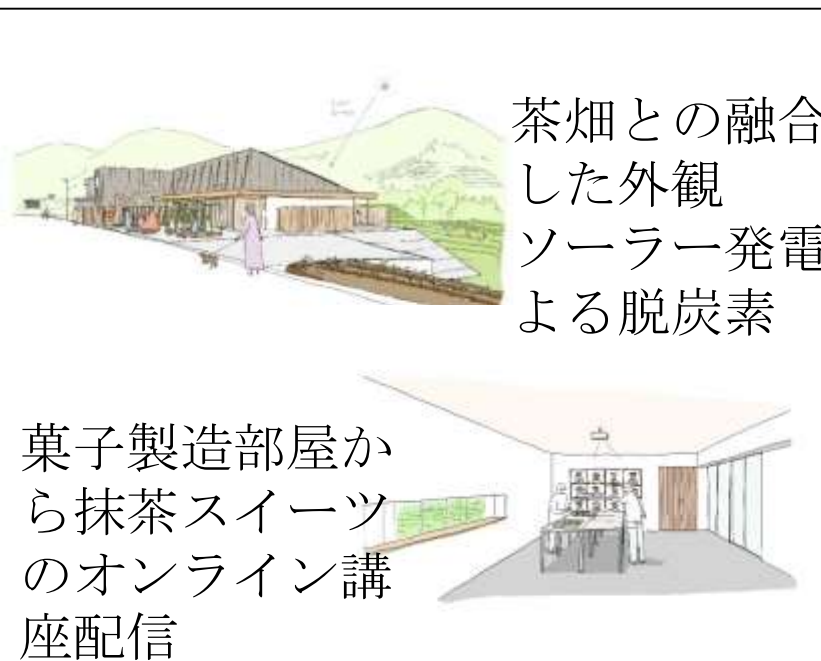 茶畑との融合
した外観
ソーラー発電
よる脱炭素
菓子製造部屋か
ら抹茶スイーツ
のオンライン講
座配信